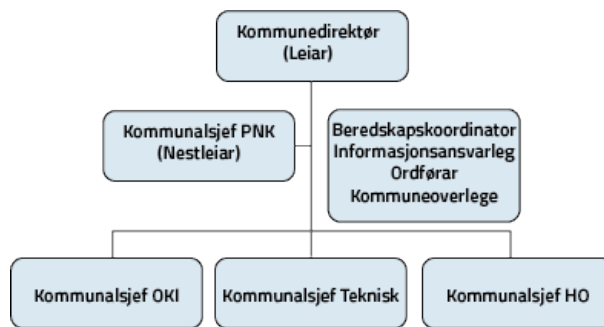 Kommunedirektør
(Leiar)
Kommunalsjef PNK
(Nestleiar)
Beredskapskoordinator
Informasjonsansvarleg
Ordførar
Kommuneoverlege
Kommunalsjef OKI
Kommunalsjef Teknisk
Kommunalsjef HO